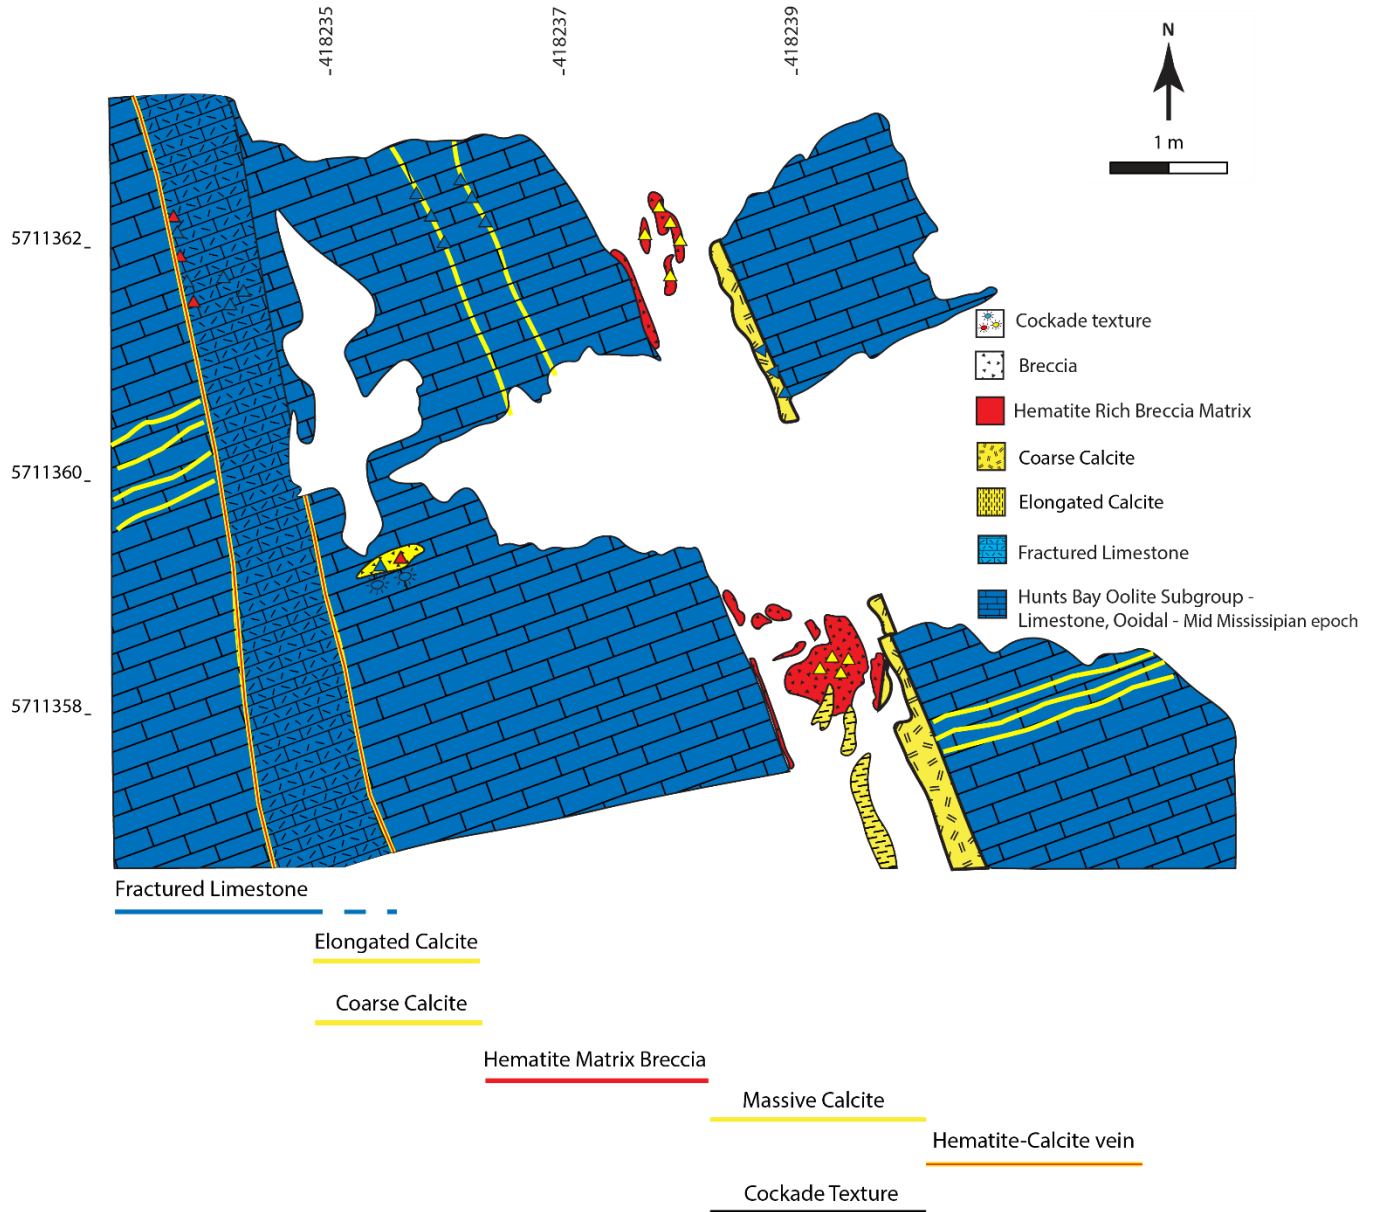 -418235
-418237
-418239
N
1 m
5711362
5711360
5711358
Cockade texture
Breccia
Hematite Rich Breccia Matrix
Coarse Calcite
Elongated Calcite
Fractured Limestone
Hunts Bay Oolite Subgroup -
Limestone, Ooidal - Mid Mississipian epoch
Fractured Limestone
Elongated Calcite
Coarse Calcite
Hematite Matrix Breccia
Massive Calcite
Hematite-Calcite vein
Cockade Texture